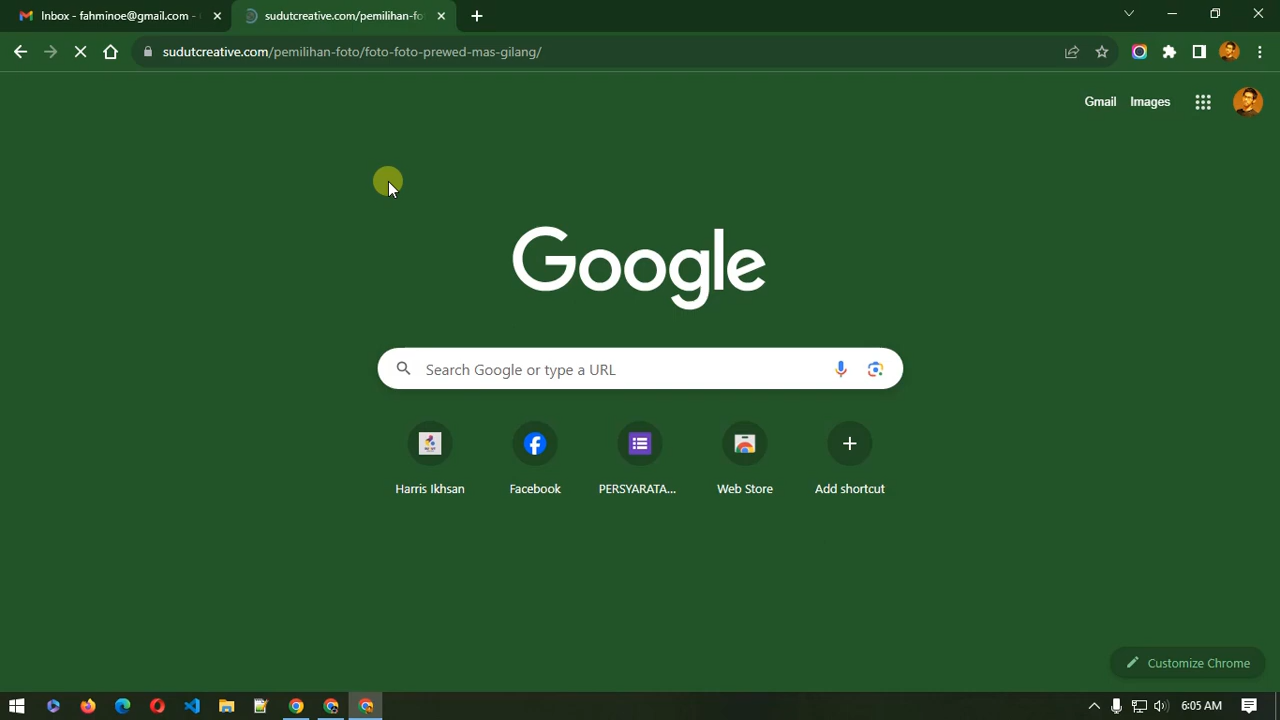 Inbox - fahminoe@gmail.com -
sudutcreative.com/pemilihan-fo
sudutcreative.com/pemilihan-foto/foto-foto-prewed-mas-gilang/
Gmail
Images
Google
Search Google or type a URL
Harris Ikhsan
Facebook
PERSYARATA...
Web Store
Add shortcut
Customize Chrome
6:05 AM